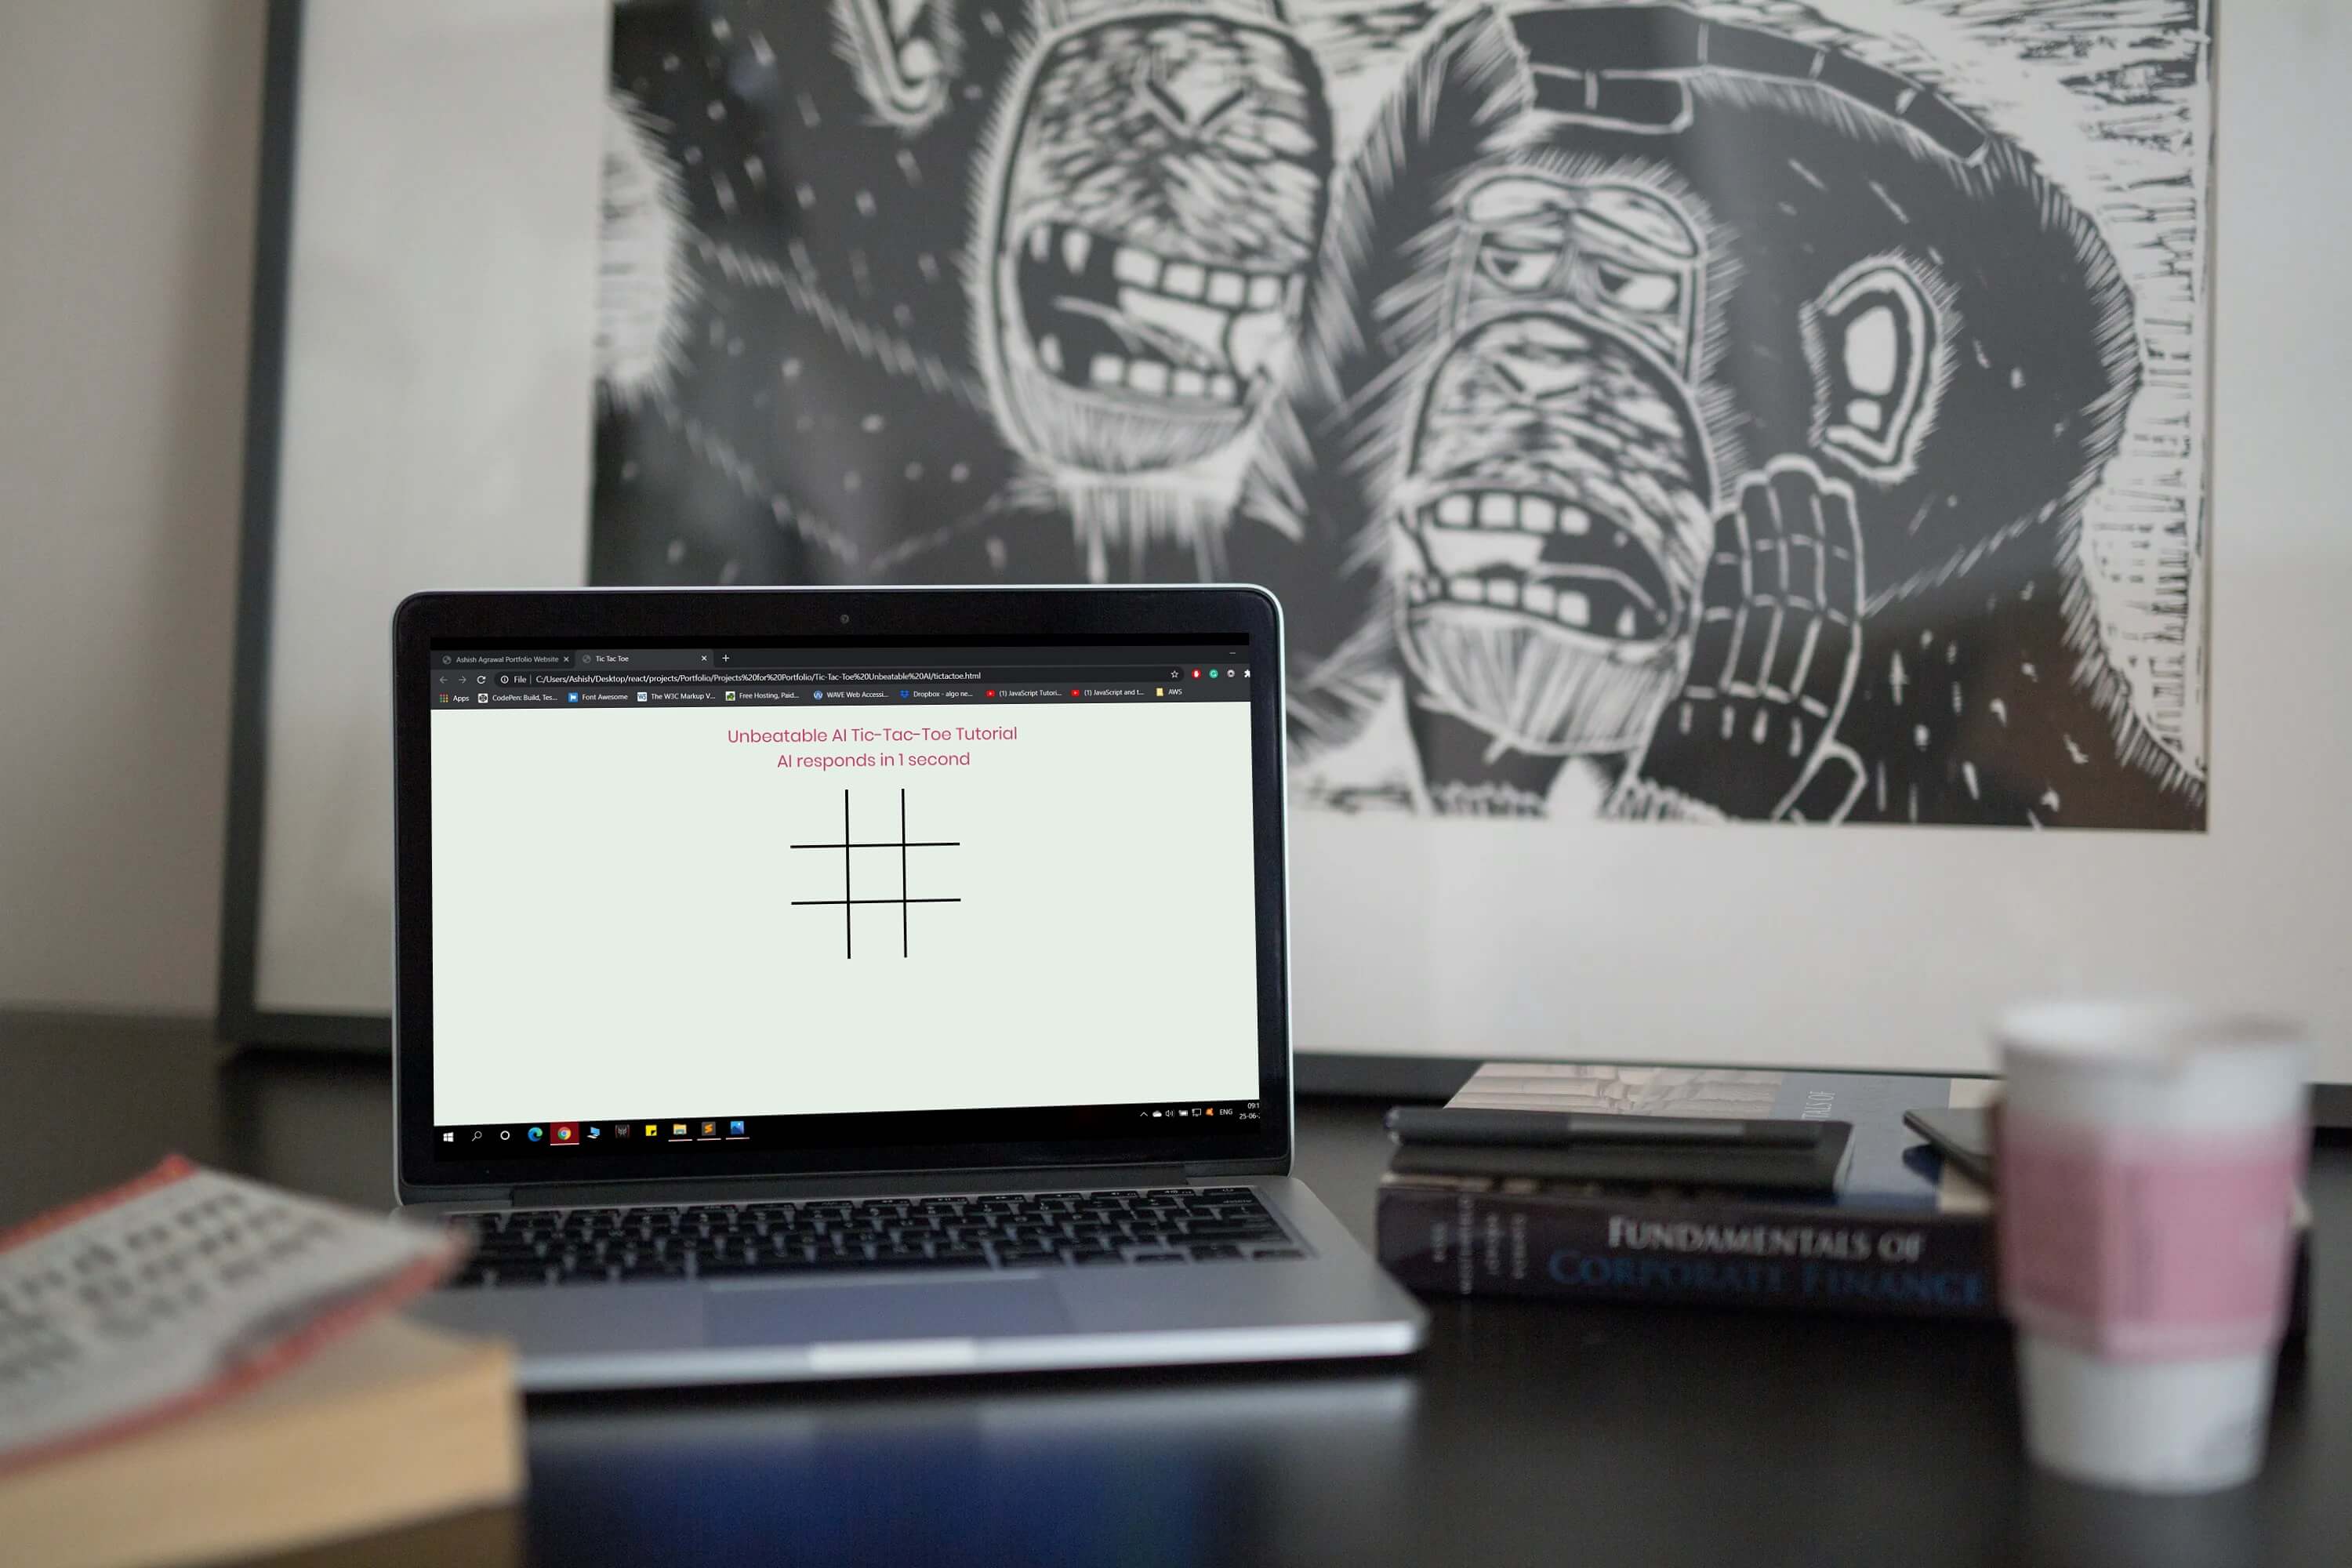 Ashish Agrawal Portfolio Website
Tic Tac Toe
File | C:/Users/Ashish/Desktop/react/projects/Portfolio/Projects%20for%20Portfolio/Tic-Tac-Toe%20Unbeatable%20AI/tictactoe.html
Apps CodePen: Build, Tes... Font Awesome The W3C Markup V... Free Hosting, Paid... WAVE Web Accessi... Dropbox - algo ne... (1) JavaScript Tutori... (1) JavaScript and t... AWS
Unbeatable AI Tic-Tac-Toe Tutorial
AI responds in 1 second
ENG
09:1
25-06-
FUNDAMENTALS OF
CORPORATE FINANCE